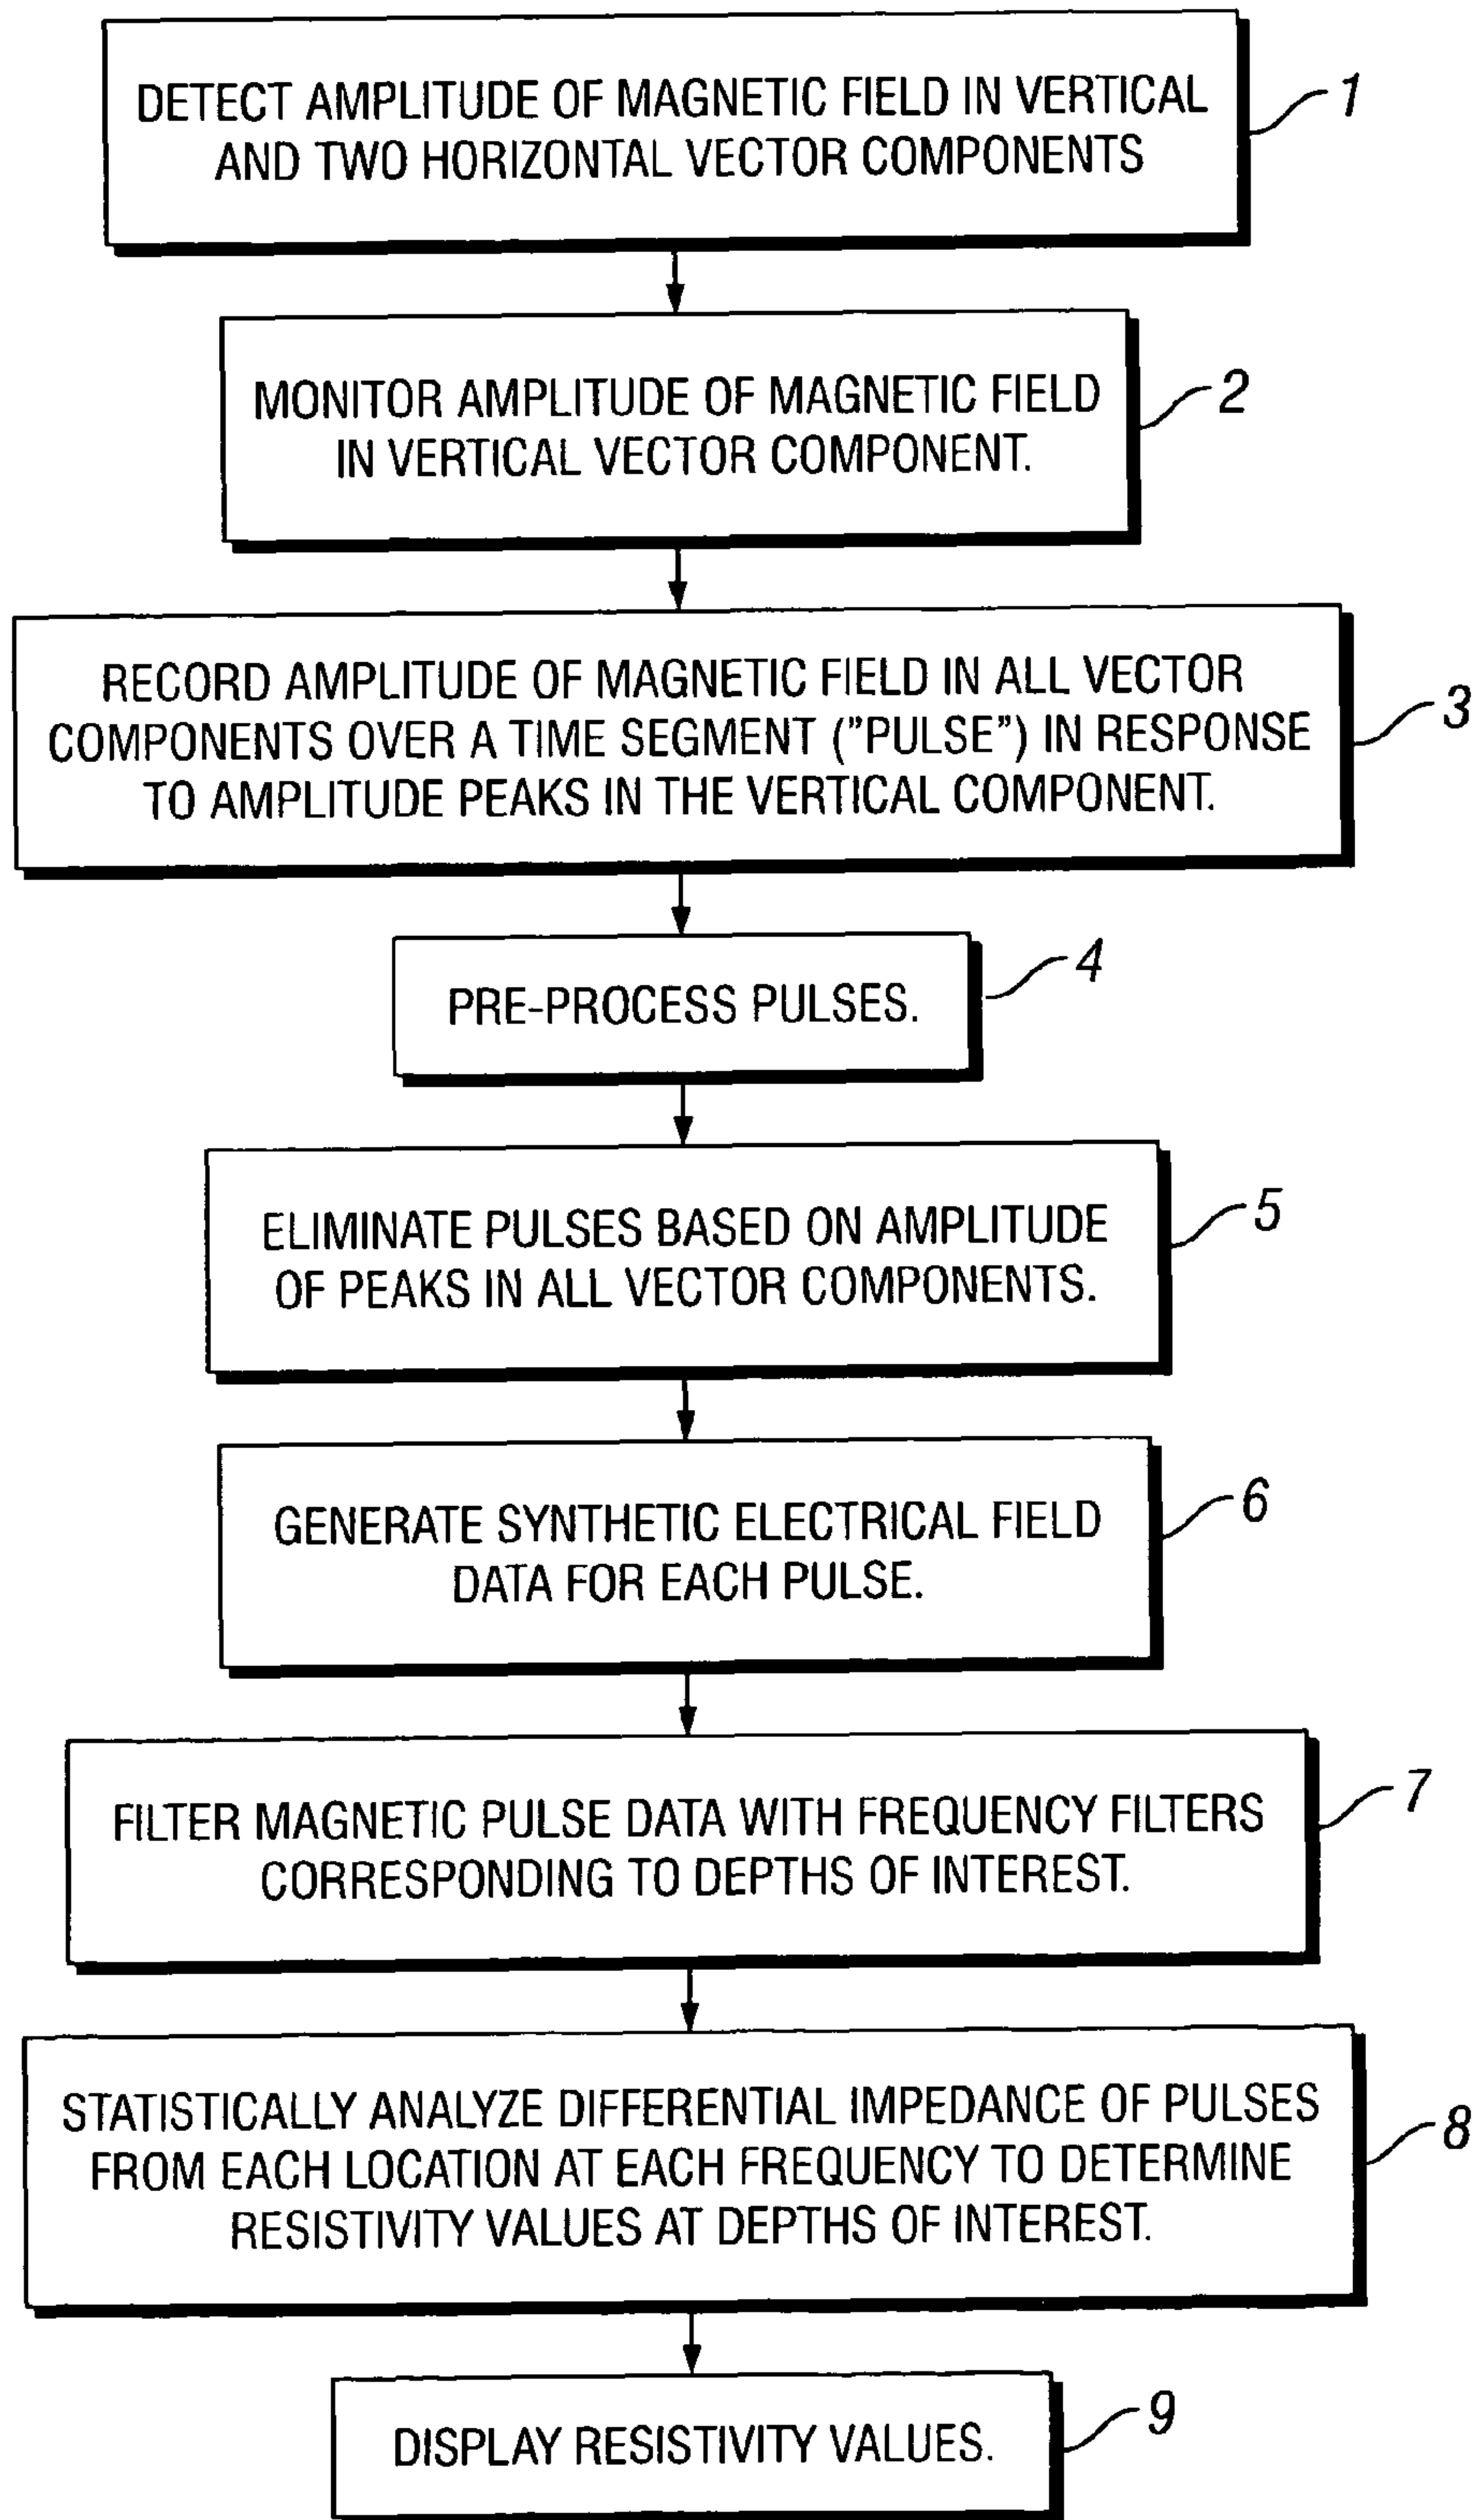 DETECT AMPLITUDE OF MAGNETIC FIELD IN VERTICAL
AND TWO HORIZONTAL VECTOR COMPONENTS
1
MONITOR AMPLITUDE OF MAGNETIC FIELD
IN VERTICAL VECTOR COMPONENT.
2
RECORD AMPLITUDE OF MAGNETIC FIELD IN ALL VECTOR
COMPONENTS OVER A TIME SEGMENT ("PULSE") IN RESPONSE
TO AMPLITUDE PEAKS IN THE VERTICAL COMPONENT.
3
PRE-PROCESS PULSES.
4
ELIMINATE PULSES BASED ON AMPLITUDE
OF PEAKS IN ALL VECTOR COMPONENTS.
5
GENERATE SYNTHETIC ELECTRICAL FIELD
DATA FOR EACH PULSE.
6
FILTER MAGNETIC PULSE DATA WITH FREQUENCY FILTERS
CORRESPONDING TO DEPTHS OF INTEREST.
7
STATISTICALLY ANALYZE DIFFERENTIAL IMPEDANCE OF PULSES
FROM EACH LOCATION AT EACH FREQUENCY TO DETERMINE
RESISTIVITY VALUES AT DEPTHS OF INTEREST.
8
DISPLAY RESISTIVITY VALUES.
9